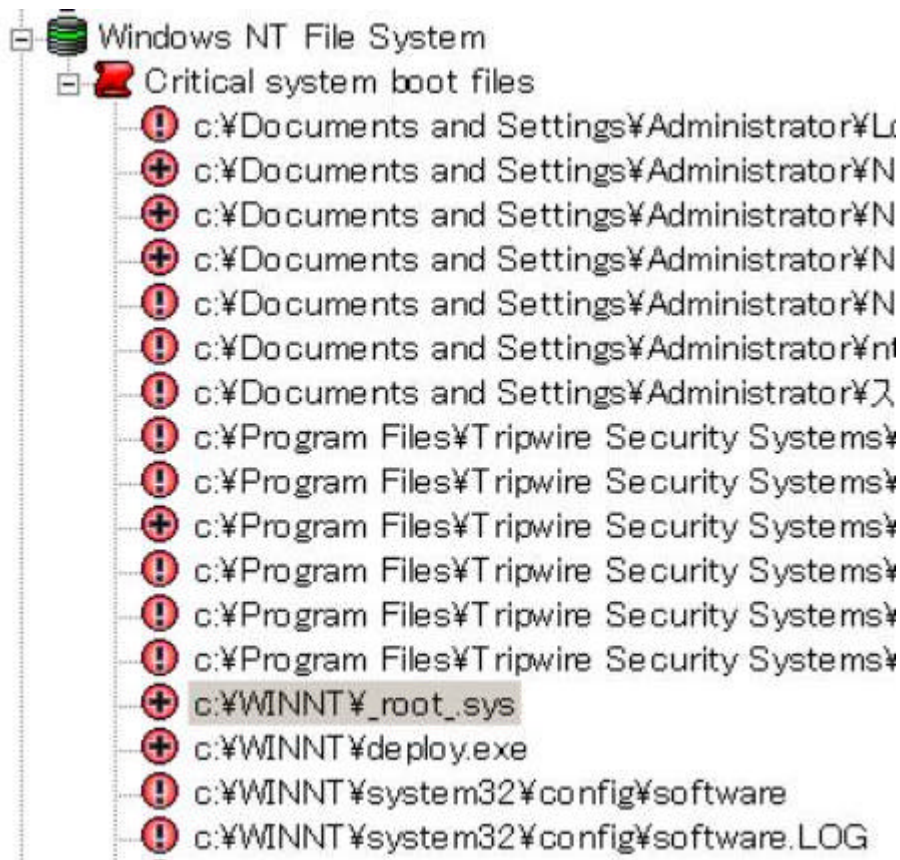 Windows NT File System
Critical system boot files
c:¥Documents and Settings¥Administrator¥Lo
c:¥Documents and Settings¥Administrator¥N
c:¥Documents and Settings¥Administrator¥N
c:¥Documents and Settings¥Administrator¥N
c:¥Documents and Settings¥Administrator¥N
c:¥Documents and Settings¥Administrator¥nt
c:¥Documents and Settings¥Administrator¥ス
c:¥Program Files¥Tripwire Security Systems¥
c:¥Program Files¥Tripwire Security Systems¥
c:¥Program Files¥Tripwire Security Systems¥
c:¥Program Files¥Tripwire Security Systems¥
c:¥Program Files¥Tripwire Security Systems¥
c:¥Program Files¥Tripwire Security Systems¥
c:¥WINNT¥_root_.sys
c:¥WINNT¥deploy.exe
c:¥WINNT¥system32¥config¥software
c:¥WINNT¥system32¥config¥software.LOG